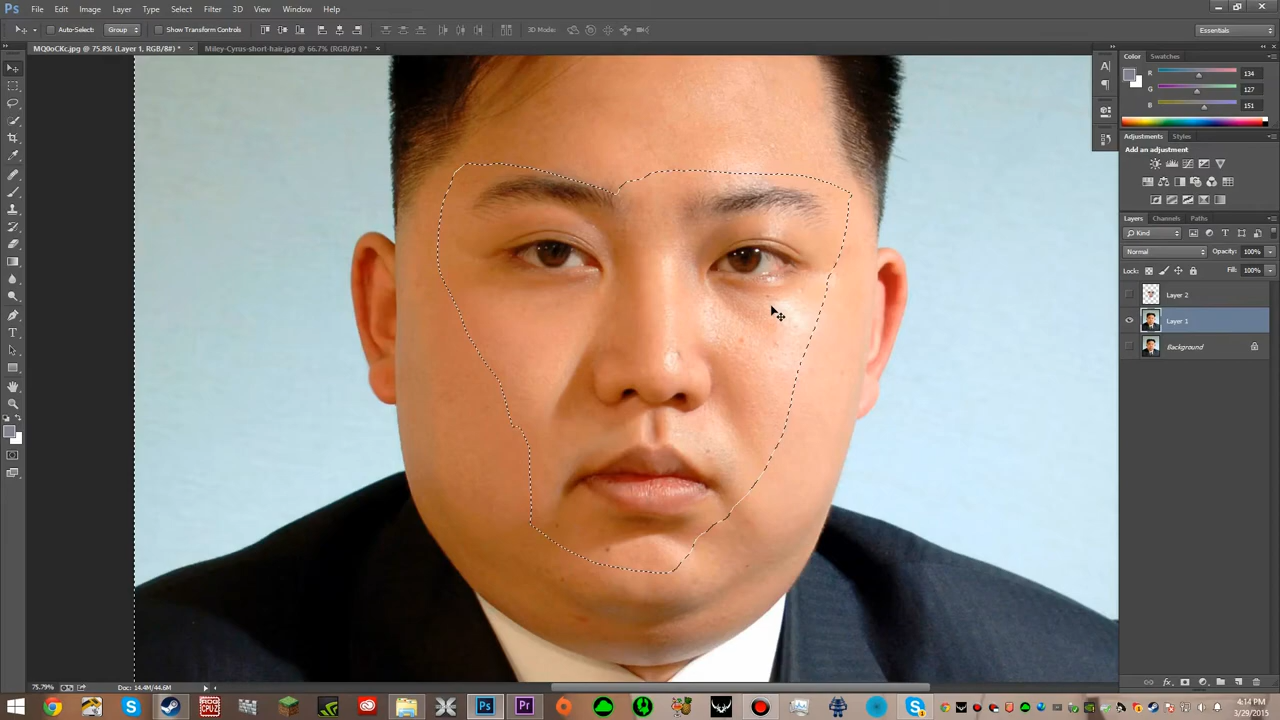 Ps File Edit Image Layer Type Select Filter 3D View Window Help
Auto-Select: Group Show Transform Controls 3D Mode: Essentials
MQ0oCKc.jpg @ 75.8% (Layer 1, RGB/8#) * × Miley-Cyrus-short-hair.jpg @ 66.7% (RGB/8#) * ×
Color Swatches
R 134
G 127
B 151
Adjustments Styles
Add an adjustment
Layers Channels Paths
Kind
Normal Opacity: 100%
Lock: Fill: 100%
Layer 2
Layer 1
Background
75.79% Doc: 14.4M/44.6M
Ps Pr
4:14 PM
3/29/2015